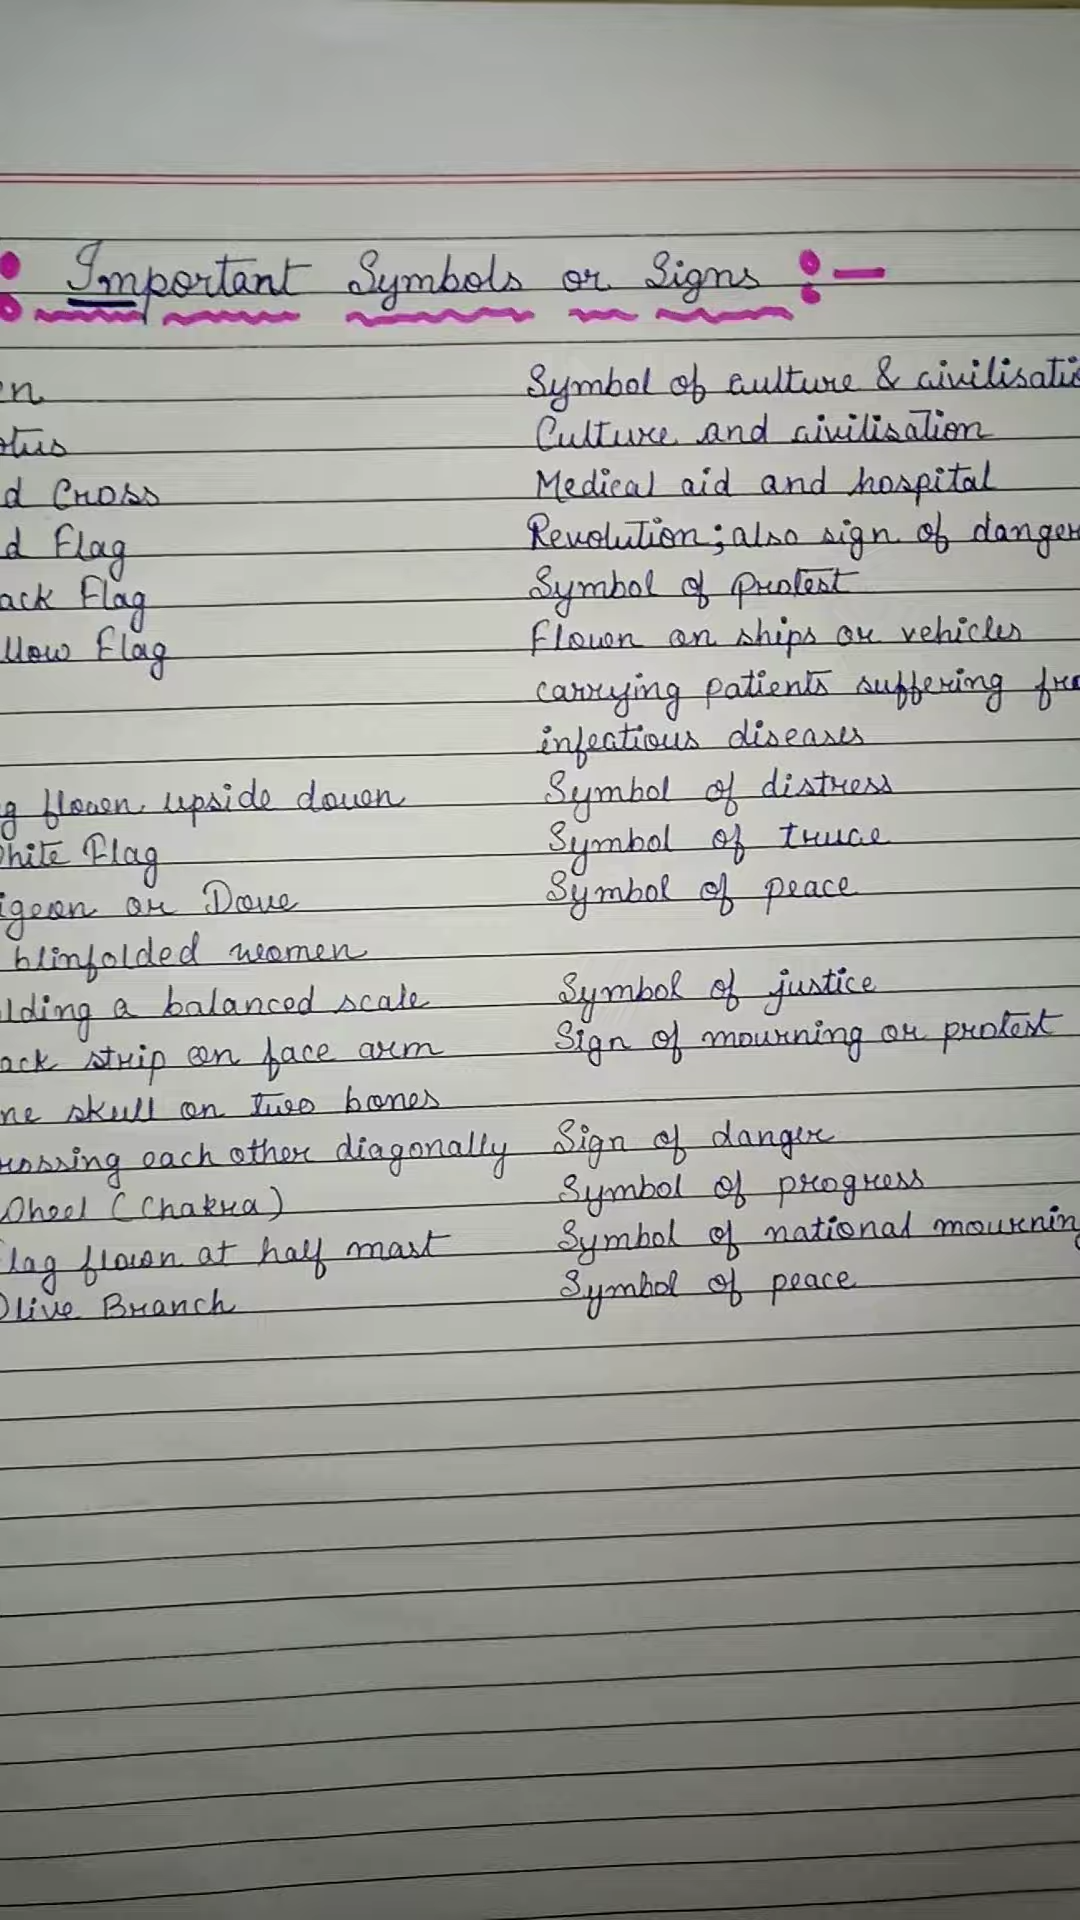 Important Symbols or Signs :-
en Symbol of culture & civilisatio
otus Culture and civilisation
d Cross Medical aid and hospital
d Flag Revolution; also sign of danger
ack Flag Symbol of protest
llow Flag Flown on ships or vehicles
carrying patients suffering fro
infectious diseases
g flown upside down Symbol of distress
hite Flag Symbol of truce
igeon or Dove Symbol of peace
blinfolded women
lding a balanced scale Symbol of justice
ack strip on face arm Sign of mourning or protest
ne skull on two bones
rossing each other diagonally Sign of danger
Wheel (Chakra) Symbol of progress
lag flown at half mast Symbol of national mournin
Olive Branch Symbol of peace